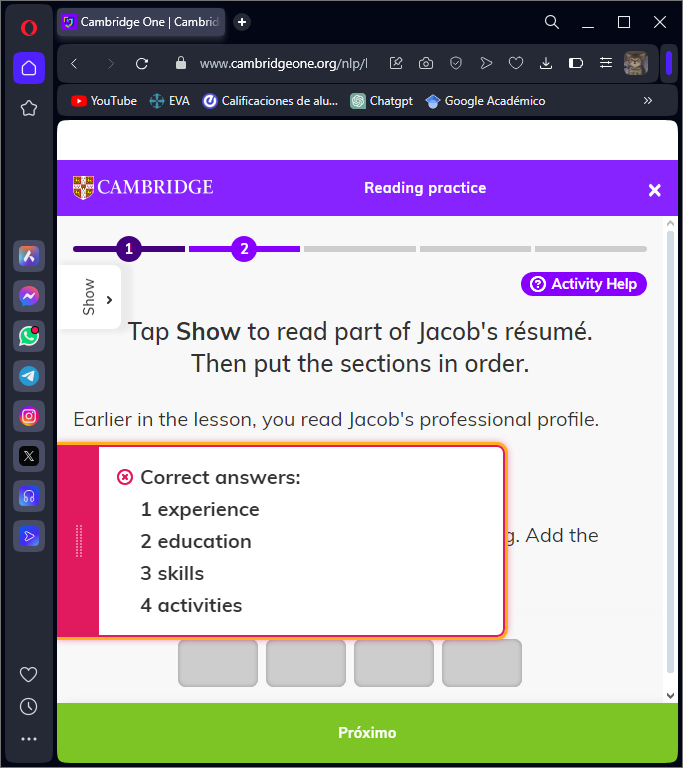 Cambridge One | Cambrid
www.cambridgeone.org/nlp/l
YouTube
EVA
Calificaciones de alu...
Chatgpt
Google Académico
CAMBRIDGE
Reading practice
1
2
Show
Activity Help
Tap Show to read part of Jacob's résumé.
Then put the sections in order.
Earlier in the lesson, you read Jacob's professional profile.
Correct answers:
1 experience
2 education
3 skills
4 activities
g. Add the
Próximo